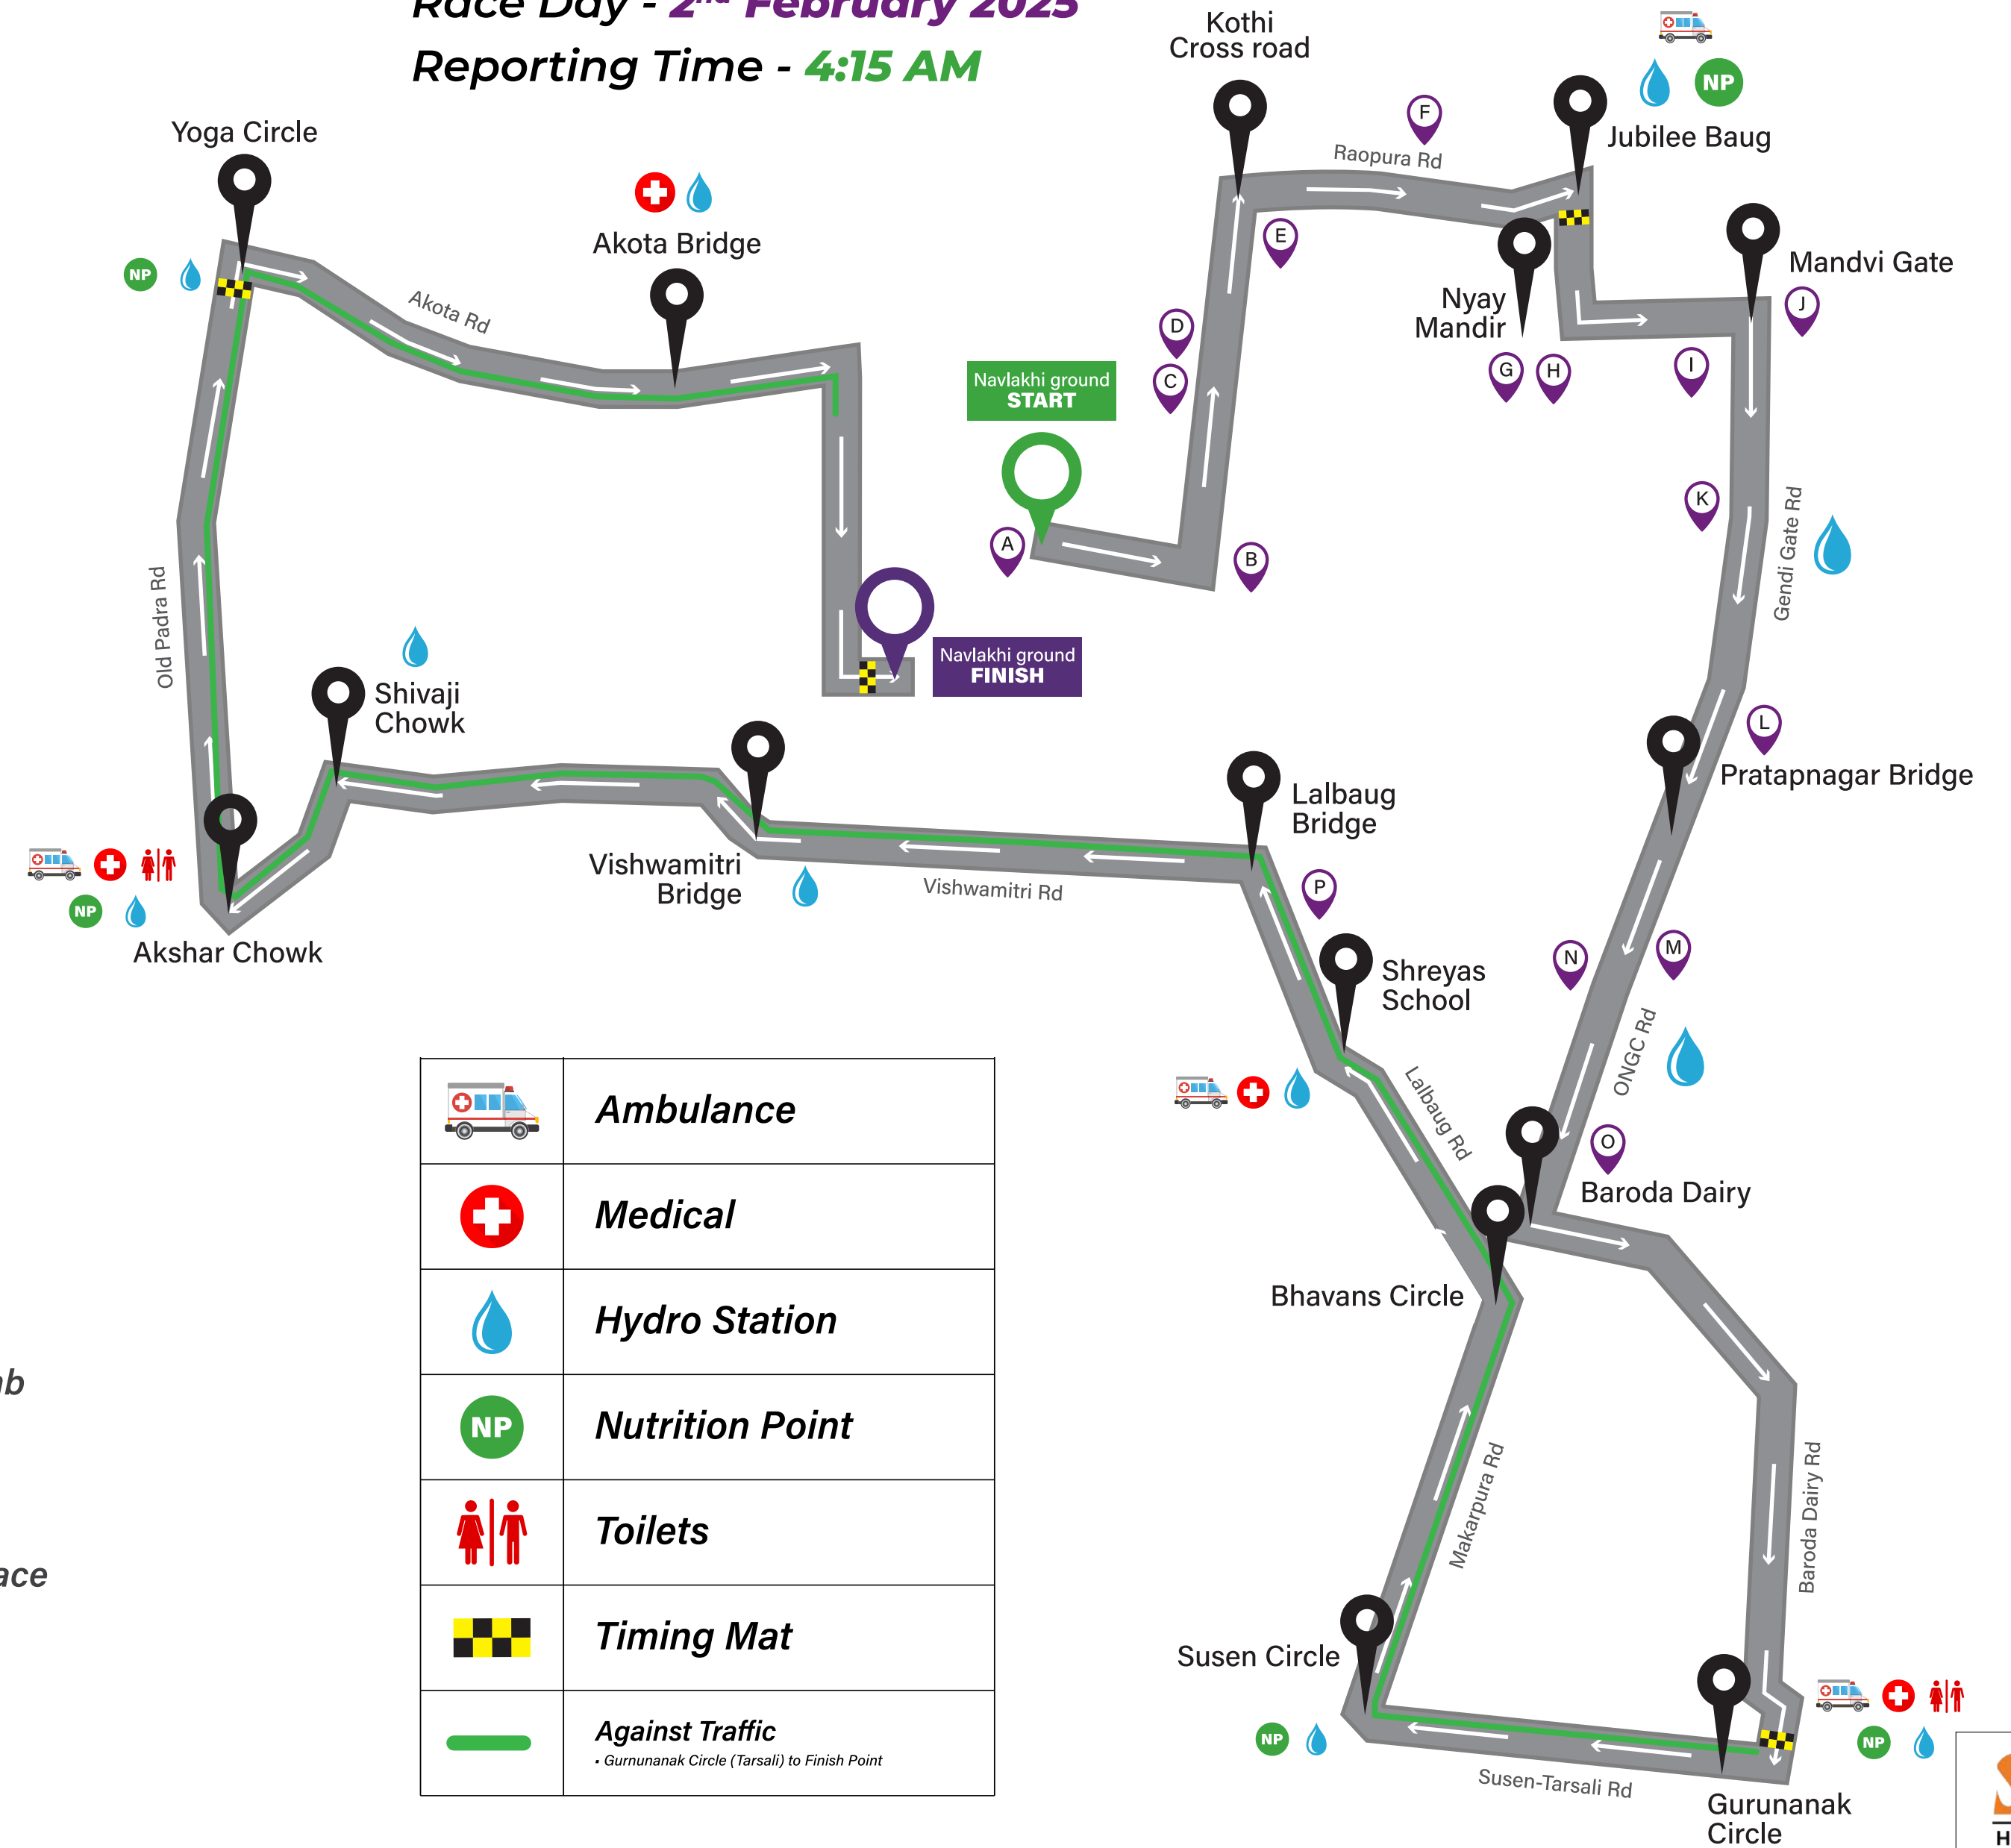 Race Day - 2nd February 2025
Reporting Time - 4:15 AM
Kothi
Cross road
NP
Jubilee Baug
F
Raopura Rd
Yoga Circle
Akota Bridge
NP
Akota Rd
E
Mandvi Gate
Nyay
Mandir
J
D
C
G
H
I
Navlakhi ground
START
K
Gendi Gate Rd
A
B
Old Padra Rd
Navlakhi ground
FINISH
Shivaji
Chowk
L
Pratapnagar Bridge
Lalbaug
Bridge
Vishwamitri
Bridge
Vishwamitri Rd
P
NP
Akshar Chowk
N
M
Shreyas
School
ONGC Rd
Lalbaug Rd
O
Baroda Dairy
Bhavans Circle
Ambulance
Medical
Hydro Station
NP
Nutrition Point
Toilets
Timing Mat
Against Traffic
• Gurnunanak Circle (Tarsali) to Finish Point
Makarpura Rd
Baroda Dairy Rd
Susen Circle
NP
NP
Susen-Tarsali Rd
Gurunanak
Circle
ace
H